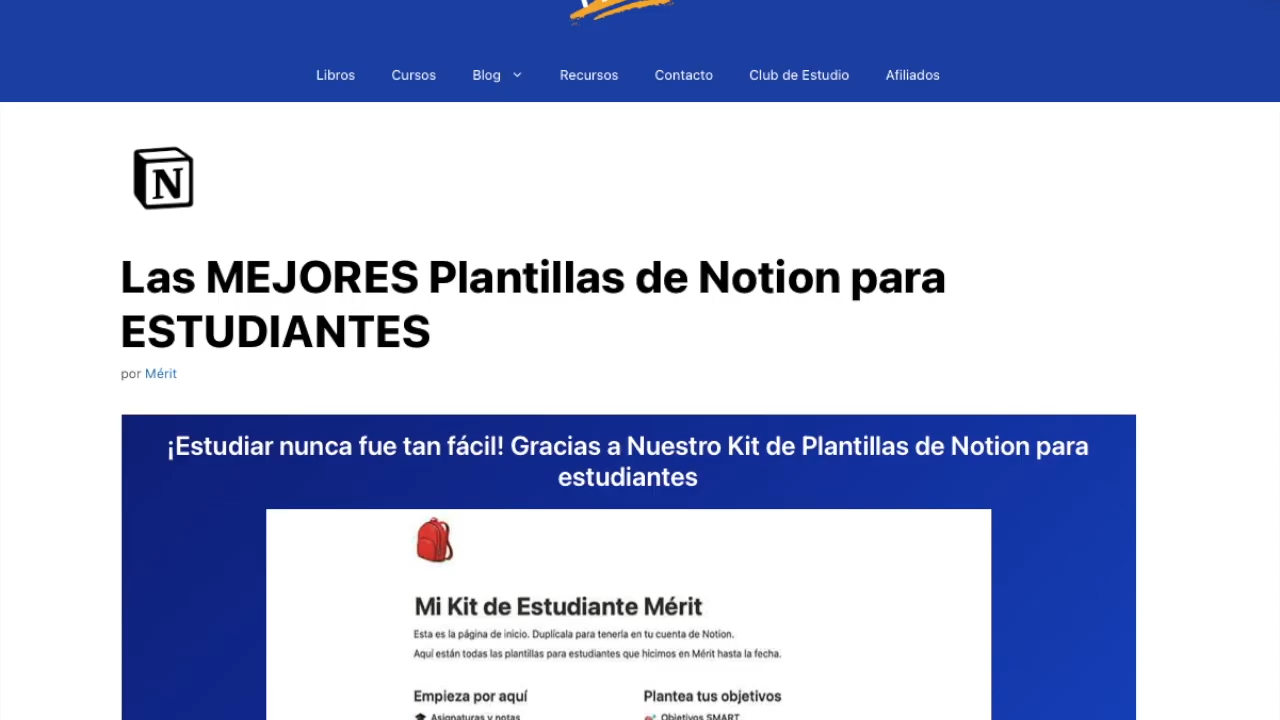 Libros Cursos Blog Recursos Contacto Club de Estudio Afiliados
N
Las MEJORES Plantillas de Notion para
ESTUDIANTES
por Mérit
¡Estudiar nunca fue tan fácil! Gracias a Nuestro Kit de Plantillas de Notion para
estudiantes
Mi Kit de Estudiante Mérit
Esta es la página de inicio. Duplícala para tenerla en tu cuenta de Notion.
Aquí están todas las plantillas para estudiantes que hicimos en Mérit hasta la fecha.
Empieza por aquí
Plantea tus objetivos
Asignaturas y notas
Objetivos SMART